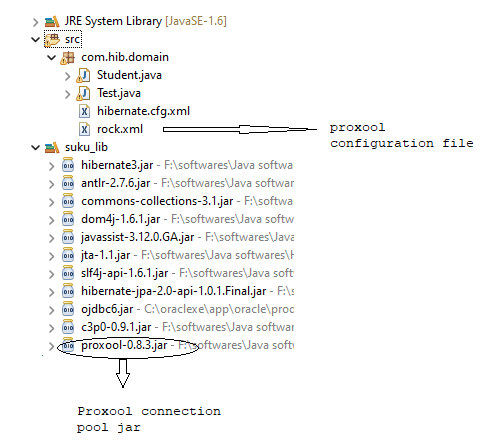 JRE System Library [JavaSE-1.6]
src
com.hib.domain
Student.java
Test.java
hibernate.cfg.xml
rock.xml
proxool
configuration file
suku_lib
hibernate3.jar - F:\softwares\Java softwar
antlr-2.7.6.jar - F:\softwares\Java softwa
commons-collections-3.1.jar - F:\software
dom4j-1.6.1.jar - F:\softwares\Java softwa
javassist-3.12.0.GA.jar - F:\softwares\Java
jta-1.1.jar - F:\softwares\Java softwares\H
slf4j-api-1.6.1.jar - F:\softwares\Java soft
hibernate-jpa-2.0-api-1.0.1.Final.jar - F:\so
ojdbc6.jar - C:\oraclexe\app\oracle\proc
c3p0-0.9.1.jar - F:\softwares\Java softwar
proxool-0.8.3.jar - F:\softwares\Java softw
Proxool connection
pool jar